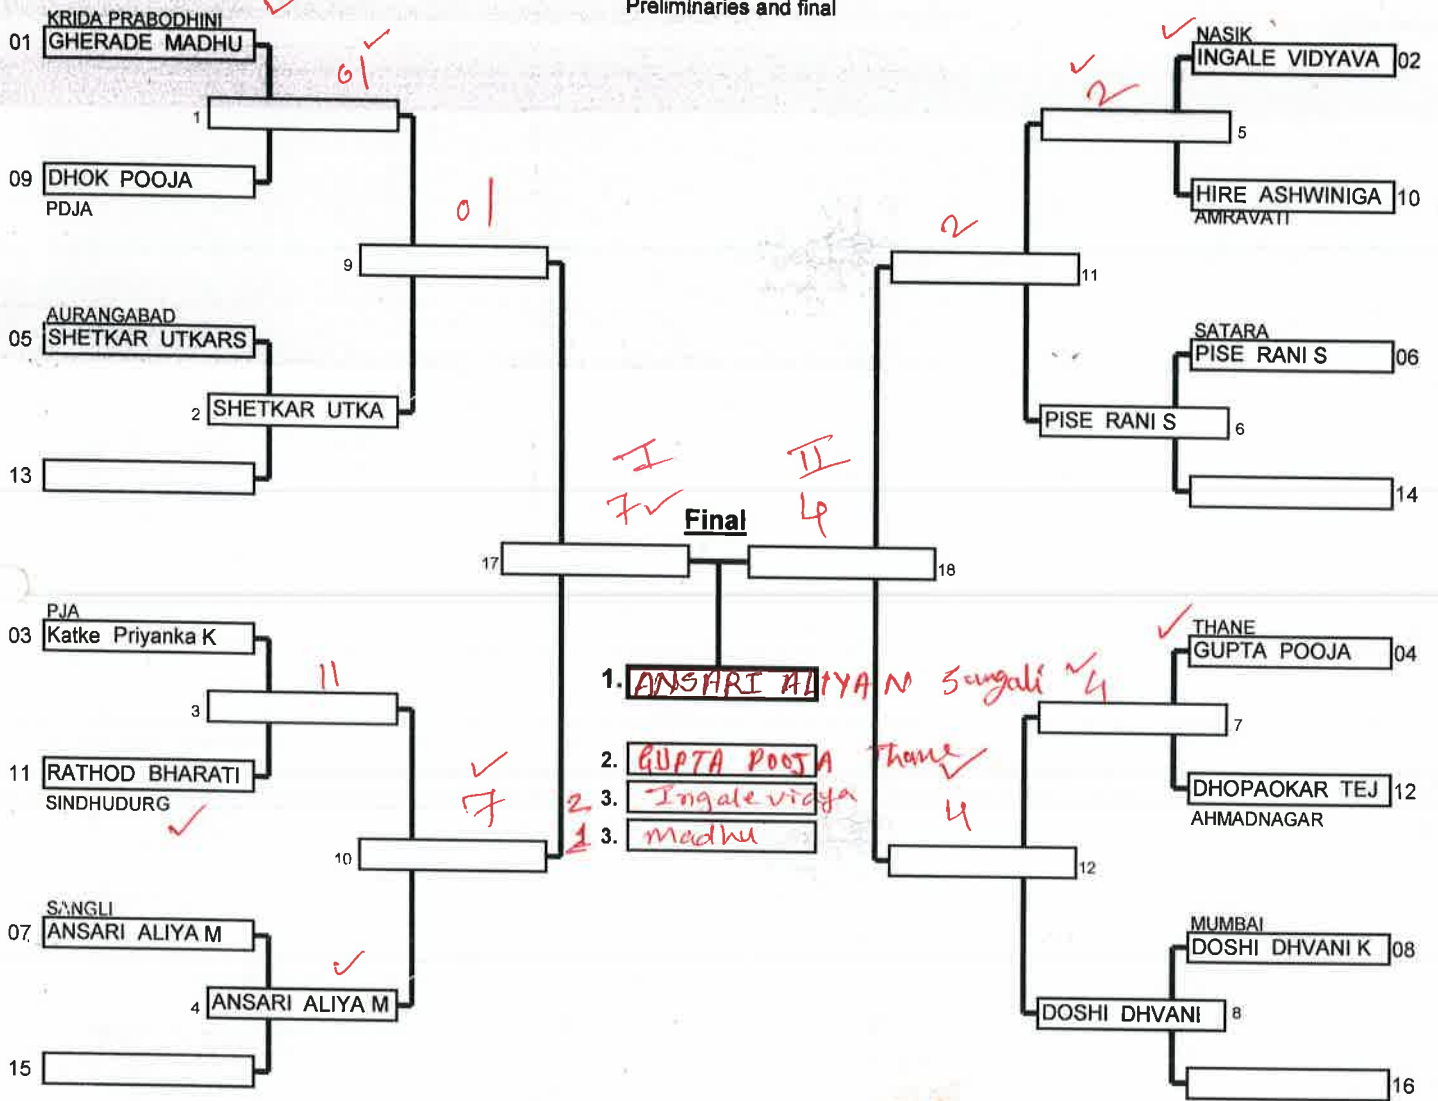 Preliminaries and final
KRIDA PRABODHINI
01 GHERADE MADHU
01
1
09 DHOK POOJA
PDJA
01
9
AURANGABAD
05 SHETKAR UTKARS
2 SHETKAR UTKA
13
I
7
17
PJA
03 Katke Priyanka K
11
3
11 RATHOD BHARATI
SINDHUDURG
7
10
SANGLI
07 ANSARI ALIYA M
4 ANSARI ALIYA M
15
Final
1. ANSARI ALIYA N Sangali
2. GUPTA POOJA Thane
2 3. Ingale vidya
1 3. Madhu
NASIK
INGALE VIDYAVA 02
2
5
HIRE ASHWINIGA 10
AMRAVATI
2
11
SATARA
PISE RANI S 06
PISE RANI S 6
14
II
4
18
THANE
GUPTA POOJA 04
4
7
DHOPAOKAR TEJ 12
AHMADNAGAR
4
12
MUMBAI
DOSHI DHVANI K 08
DOSHI DHVANI 8
16